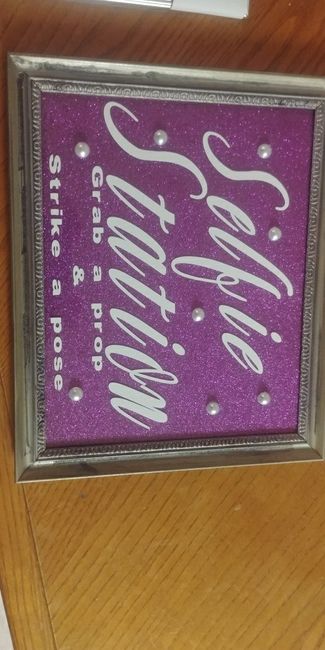 Selfie
Station
Grab a prop
&
Strike a pose